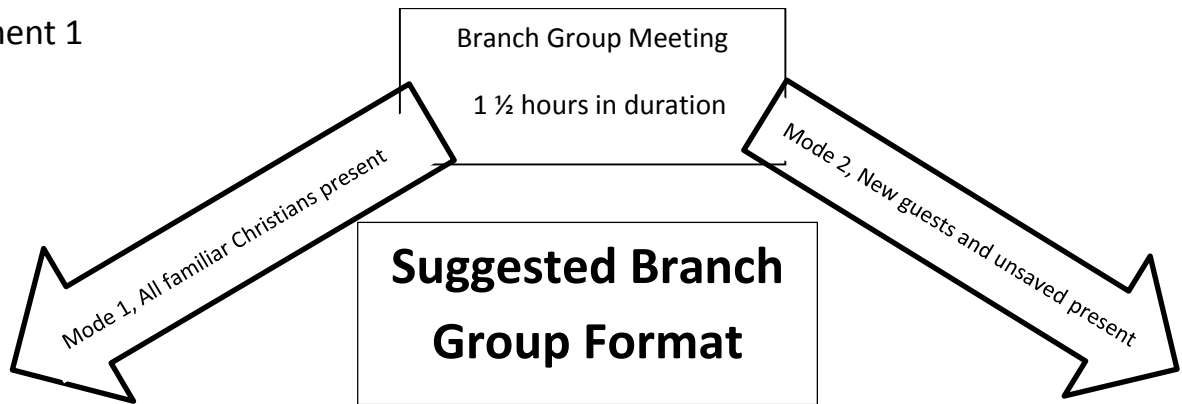 nent 1
Branch Group Meeting
1 ½ hours in duration
Mode 1, All familiar Christians present
Mode 2, New guests and unsaved present
Suggested Branch
Group Format